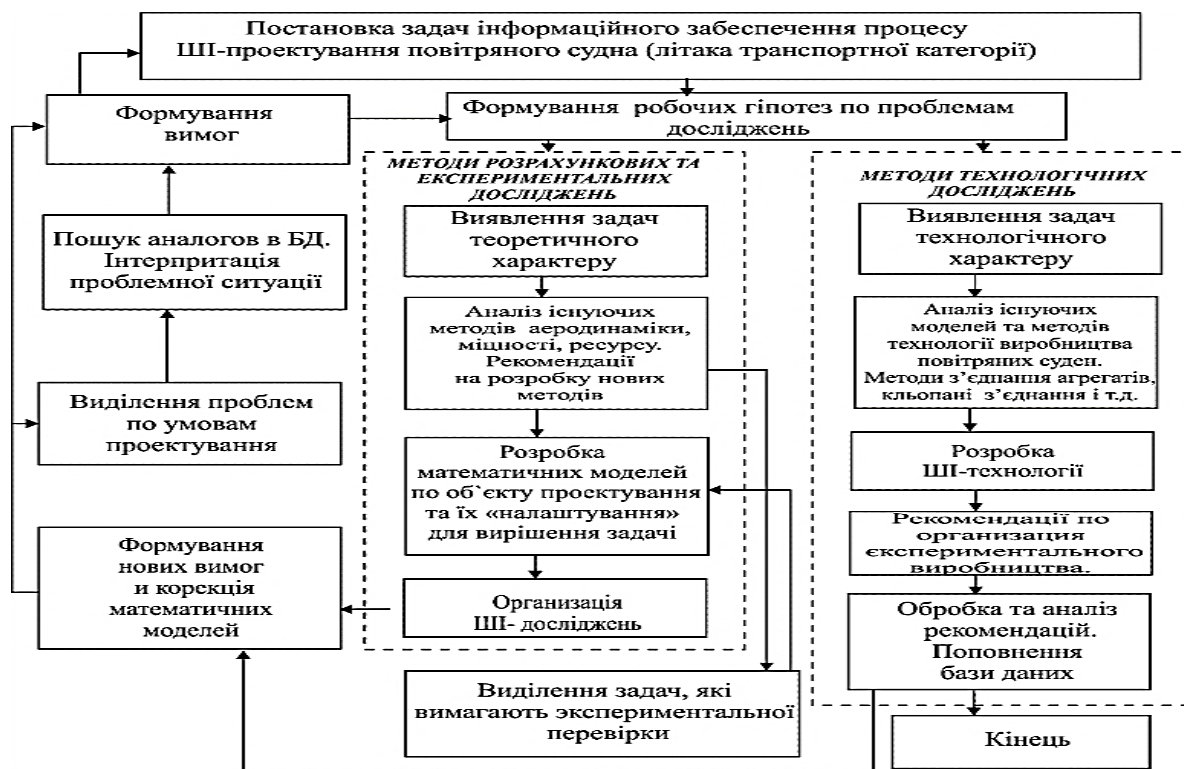 Постановка задач інформаційного забезпечення процесу
ШІ-проектування повітряного судна (літака транспортної категорії)
Формування
вимог
Формування робочих гіпотез по проблемам
досліджень
МЕТОДИ РОЗРАХУНКОВИХ ТА
ЕКСПЕРИМЕНТАЛЬНИХ
ДОСЛІДЖЕНЬ
МЕТОДИ ТЕХНОЛОГІЧНИХ
ДОСЛІДЖЕНЬ
Пошук аналогов в БД.
Інтерпритація
проблемної ситуації
Виявлення задач
теоретичного
характеру
Виявлення задач
технологічного
характеру
Аналіз існуючих
методів аеродинаміки,
міцності, ресурсу.
Рекомендації
на розробку нових
методів
Аналіз існуючих
моделей та методів
технології виробництва
повітряних суден.
Методи з’єднання агрегатів,
кльопані з’єднання і т.д.
Виділення проблем
по умовам
проектування
Розробка
математичних моделей
по об`єкту проектування
та їх «налаштування»
для вирішення задачі
Розробка
ШІ-технології
Рекомендації по
организация
експериментального
виробництва.
Формування
нових вимог
и корекція
математичних
моделей
Организація
ШІ- досліджень
Обробка та аналіз
рекомендацій.
Поповнення
бази даних
Виділення задач, які
вимагають экспериментальної
перевірки
Кінець